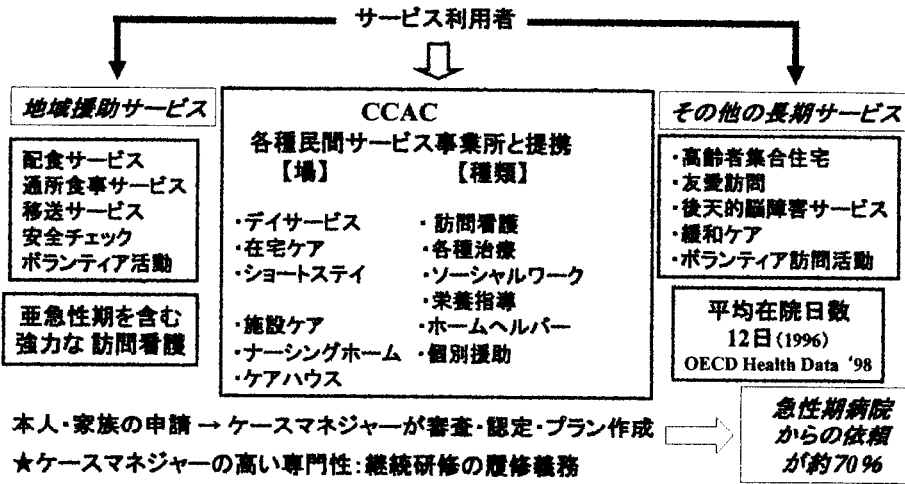 サービス利用者
地域援助サービス
配食サービス
通所食事サービス
移送サービス
安全チェック
ボランティア活動
亜急性期を含む
強力な 訪問看護
CCAC
各種民間サービス事業所と提携
【場】 【種類】
・デイサービス ・訪問看護
・在宅ケア ・各種治療
・ショートステイ ・ソーシャルワーク
・栄養指導
・施設ケア ・ホームヘルパー
・ナーシングホーム ・個別援助
・ケアハウス
その他の長期サービス
・高齢者集合住宅
・友愛訪問
・後天的脳障害サービス
・緩和ケア
・ボランティア訪問活動
平均在院日数
12日(1996)
OECD Health Data '98
本人・家族の申請 → ケースマネジャーが審査・認定・プラン作成
★ケースマネジャーの高い専門性:継続研修の履修義務
急性期病院
からの依頼
が約70%